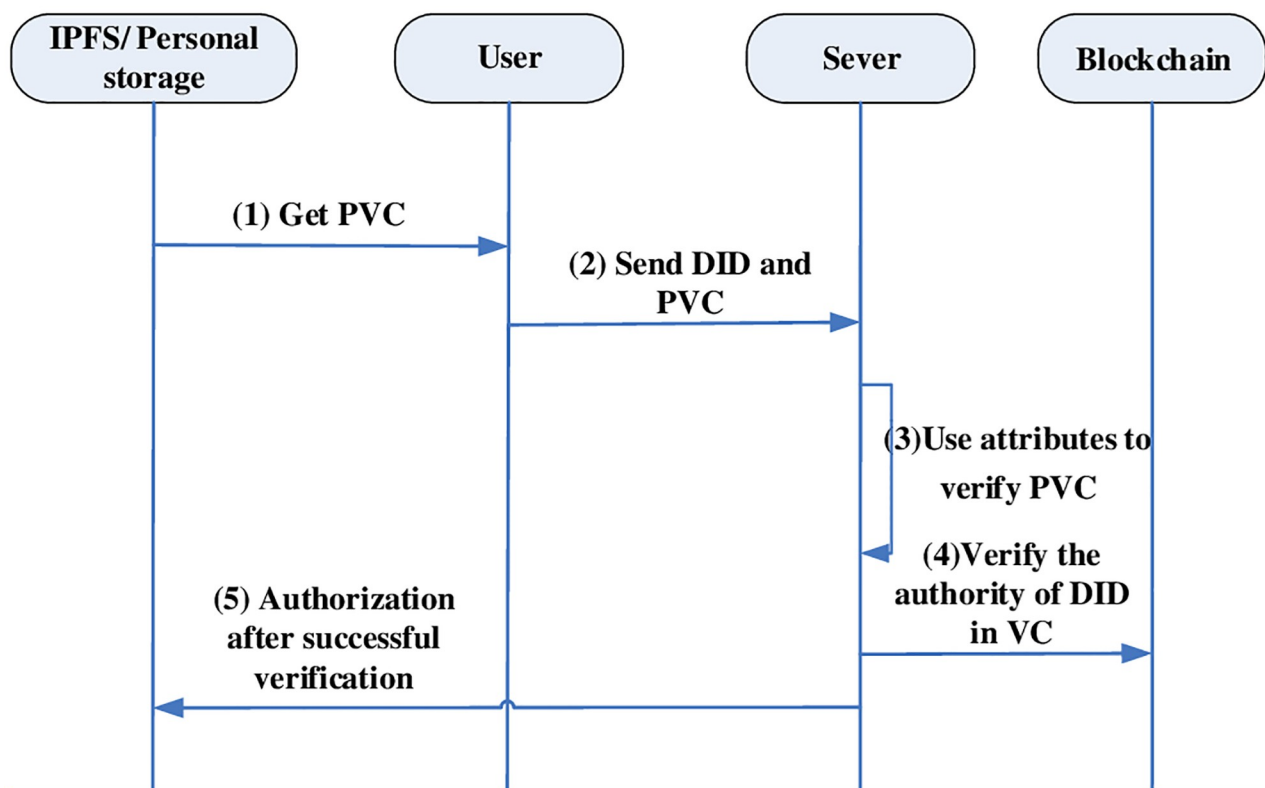 IPFS/ Personal
storage
User
Sever
Blockchain
(1) Get PVC
(2) Send DID and
PVC
(3)Use attributes to
verify PVC
(4)Verify the
authority of DID
in VC
(5) Authorization
after successful
verification